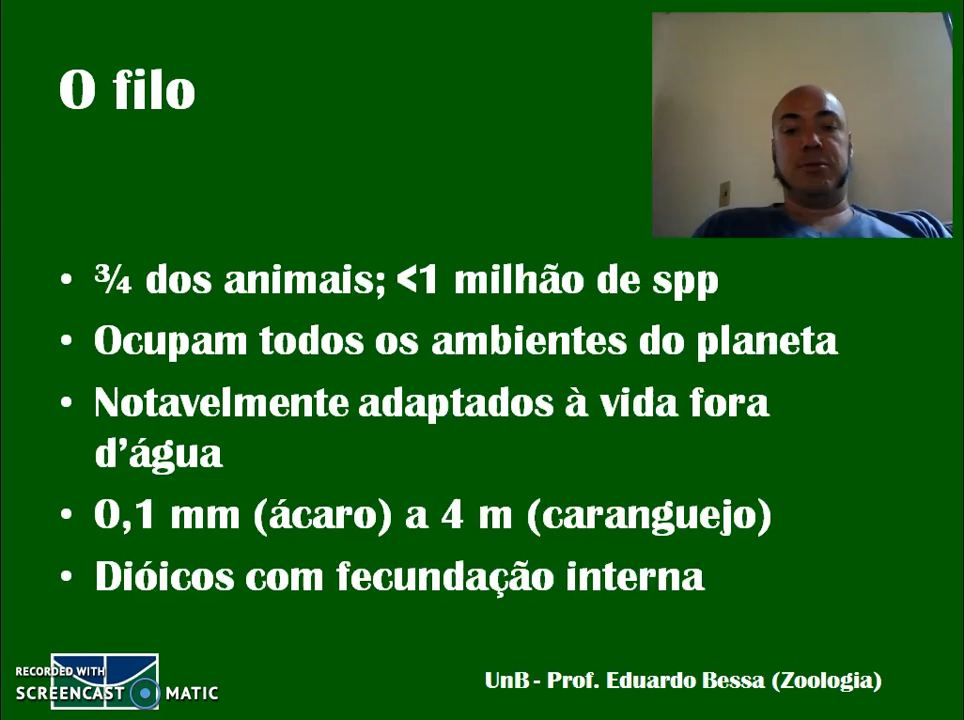 O filo
• ¾ dos animais; <1 milhão de spp
• Ocupam todos os ambientes do planeta
• Notavelmente adaptados à vida fora
d’água
• 0,1 mm (ácaro) a 4 m (caranguejo)
• Dióicos com fecundação interna
RECORDED WITH
SCREENCAST MATIC
UnB - Prof. Eduardo Bessa (Zoologia)